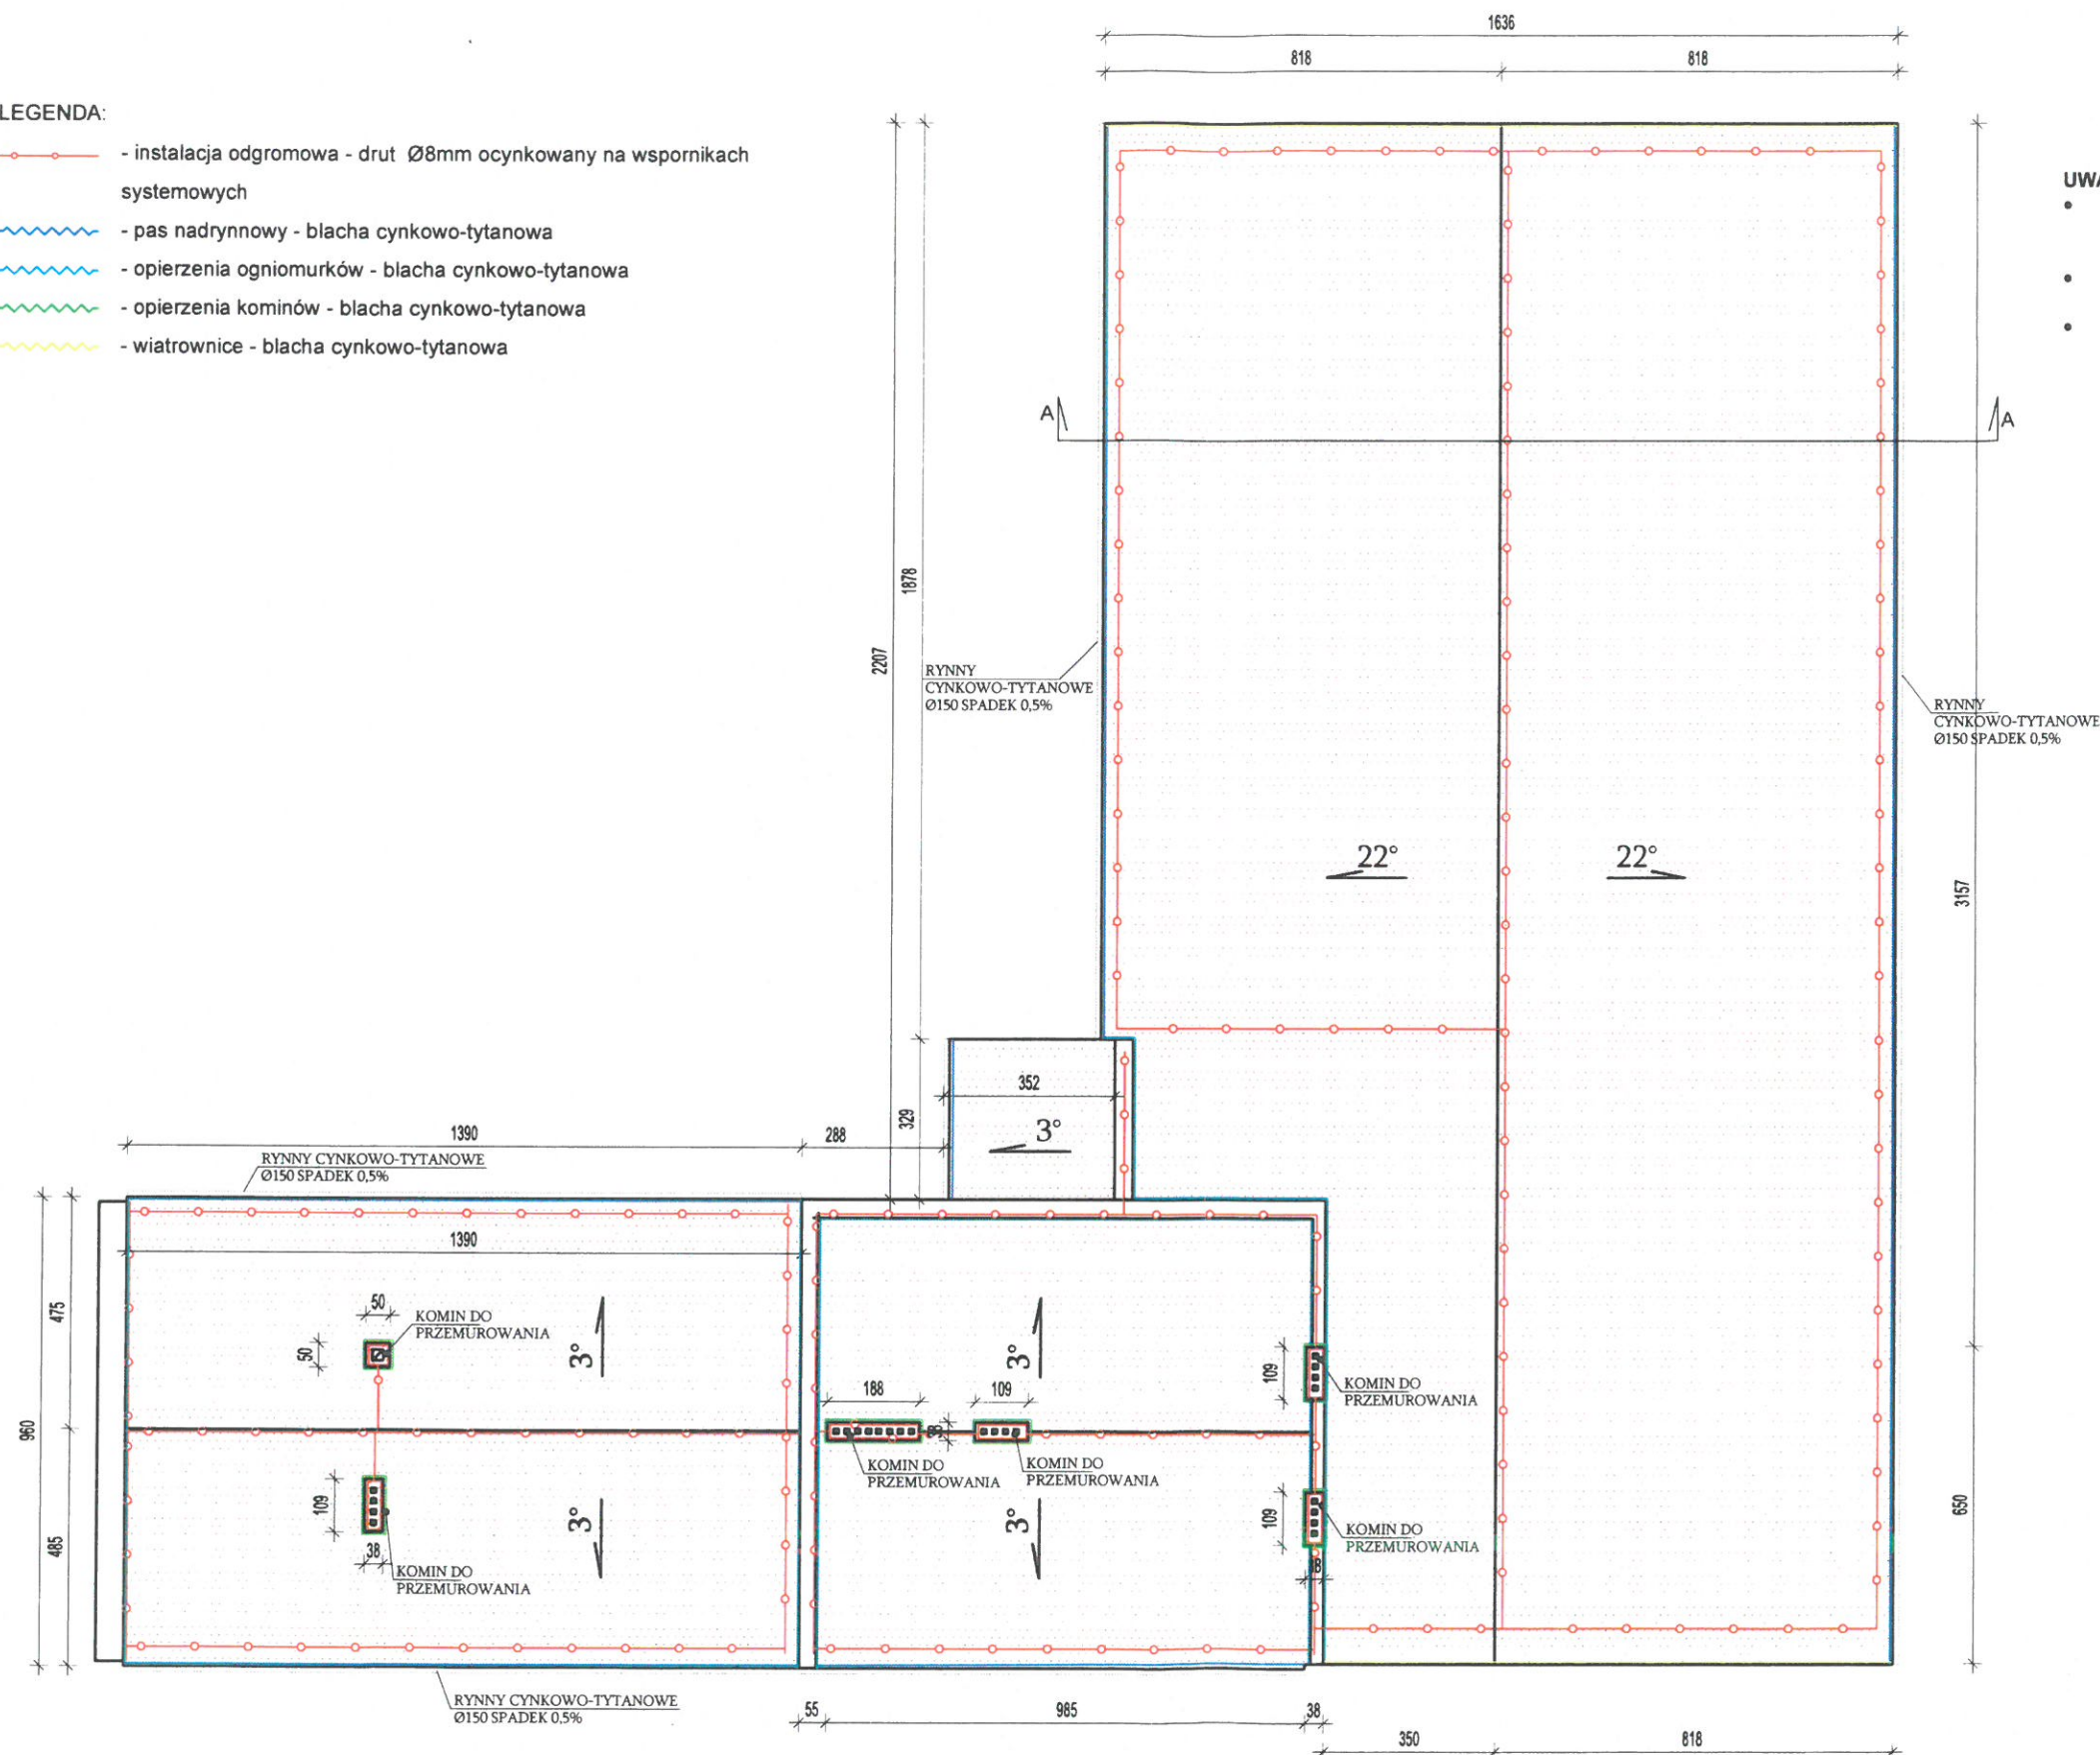 1636
818
818
LEGENDA:
- instalacja odgromowa - drut Ø8mm ocynkowany na wspornikach
systemowych
- pas nadrynnowy - blacha cynkowo-tytanowa
- opierzenia ogniomurków - blacha cynkowo-tytanowa
- opierzenia kominów - blacha cynkowo-tytanowa
- wiatrownice - blacha cynkowo-tytanowa
A
A
1878
2207
RYNNY
CYNKOWO-TYTANOWE
Ø150 SPADEK 0,5%
RYNNY
CYNKOWO-TYTANOWE
Ø150 SPADEK 0,5%
22°
22°
3157
352
329
3°
1390
288
RYNNY CYNKOWO-TYTANOWE
Ø150 SPADEK 0,5%
1390
475
50
KOMIN DO
PRZEMUROWANIA
50
3°
3°
109
KOMIN DO
PRZEMUROWANIA
188
109
38
960
KOMIN DO
PRZEMUROWANIA
KOMIN DO
PRZEMUROWANIA
109
485
38
KOMIN DO
PRZEMUROWANIA
3°
3°
109
KOMIN DO
PRZEMUROWANIA
650
RYNNY CYNKOWO-TYTANOWE
Ø150 SPADEK 0,5%
55
985
38
350
818